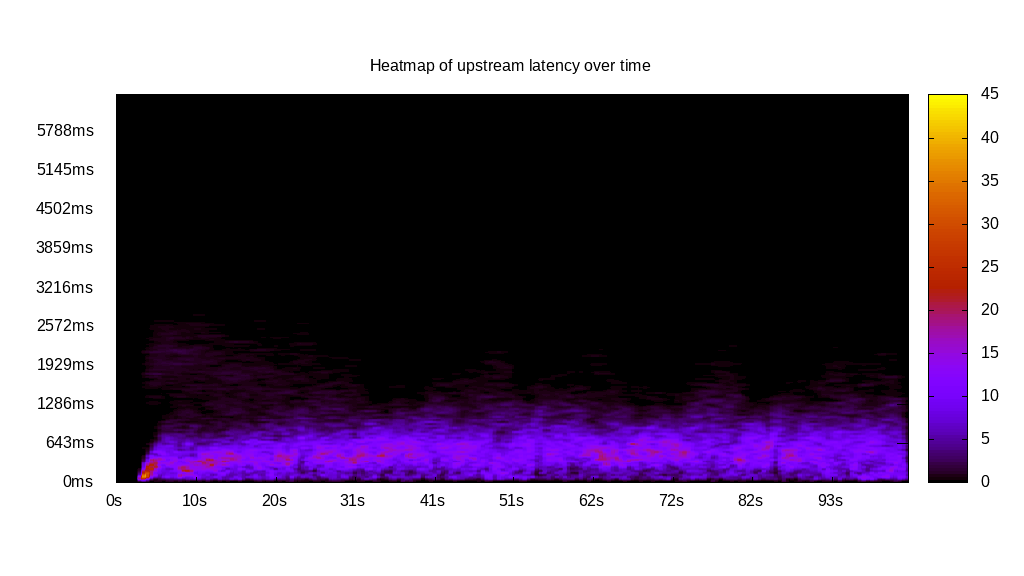 Heatmap of upstream latency over time
5788ms
5145ms
4502ms
3859ms
3216ms
2572ms
1929ms
1286ms
643ms
0ms
0s 10s 20s 31s 41s 51s 62s 72s 82s 93s
45
40
35
30
25
20
15
10
5
0